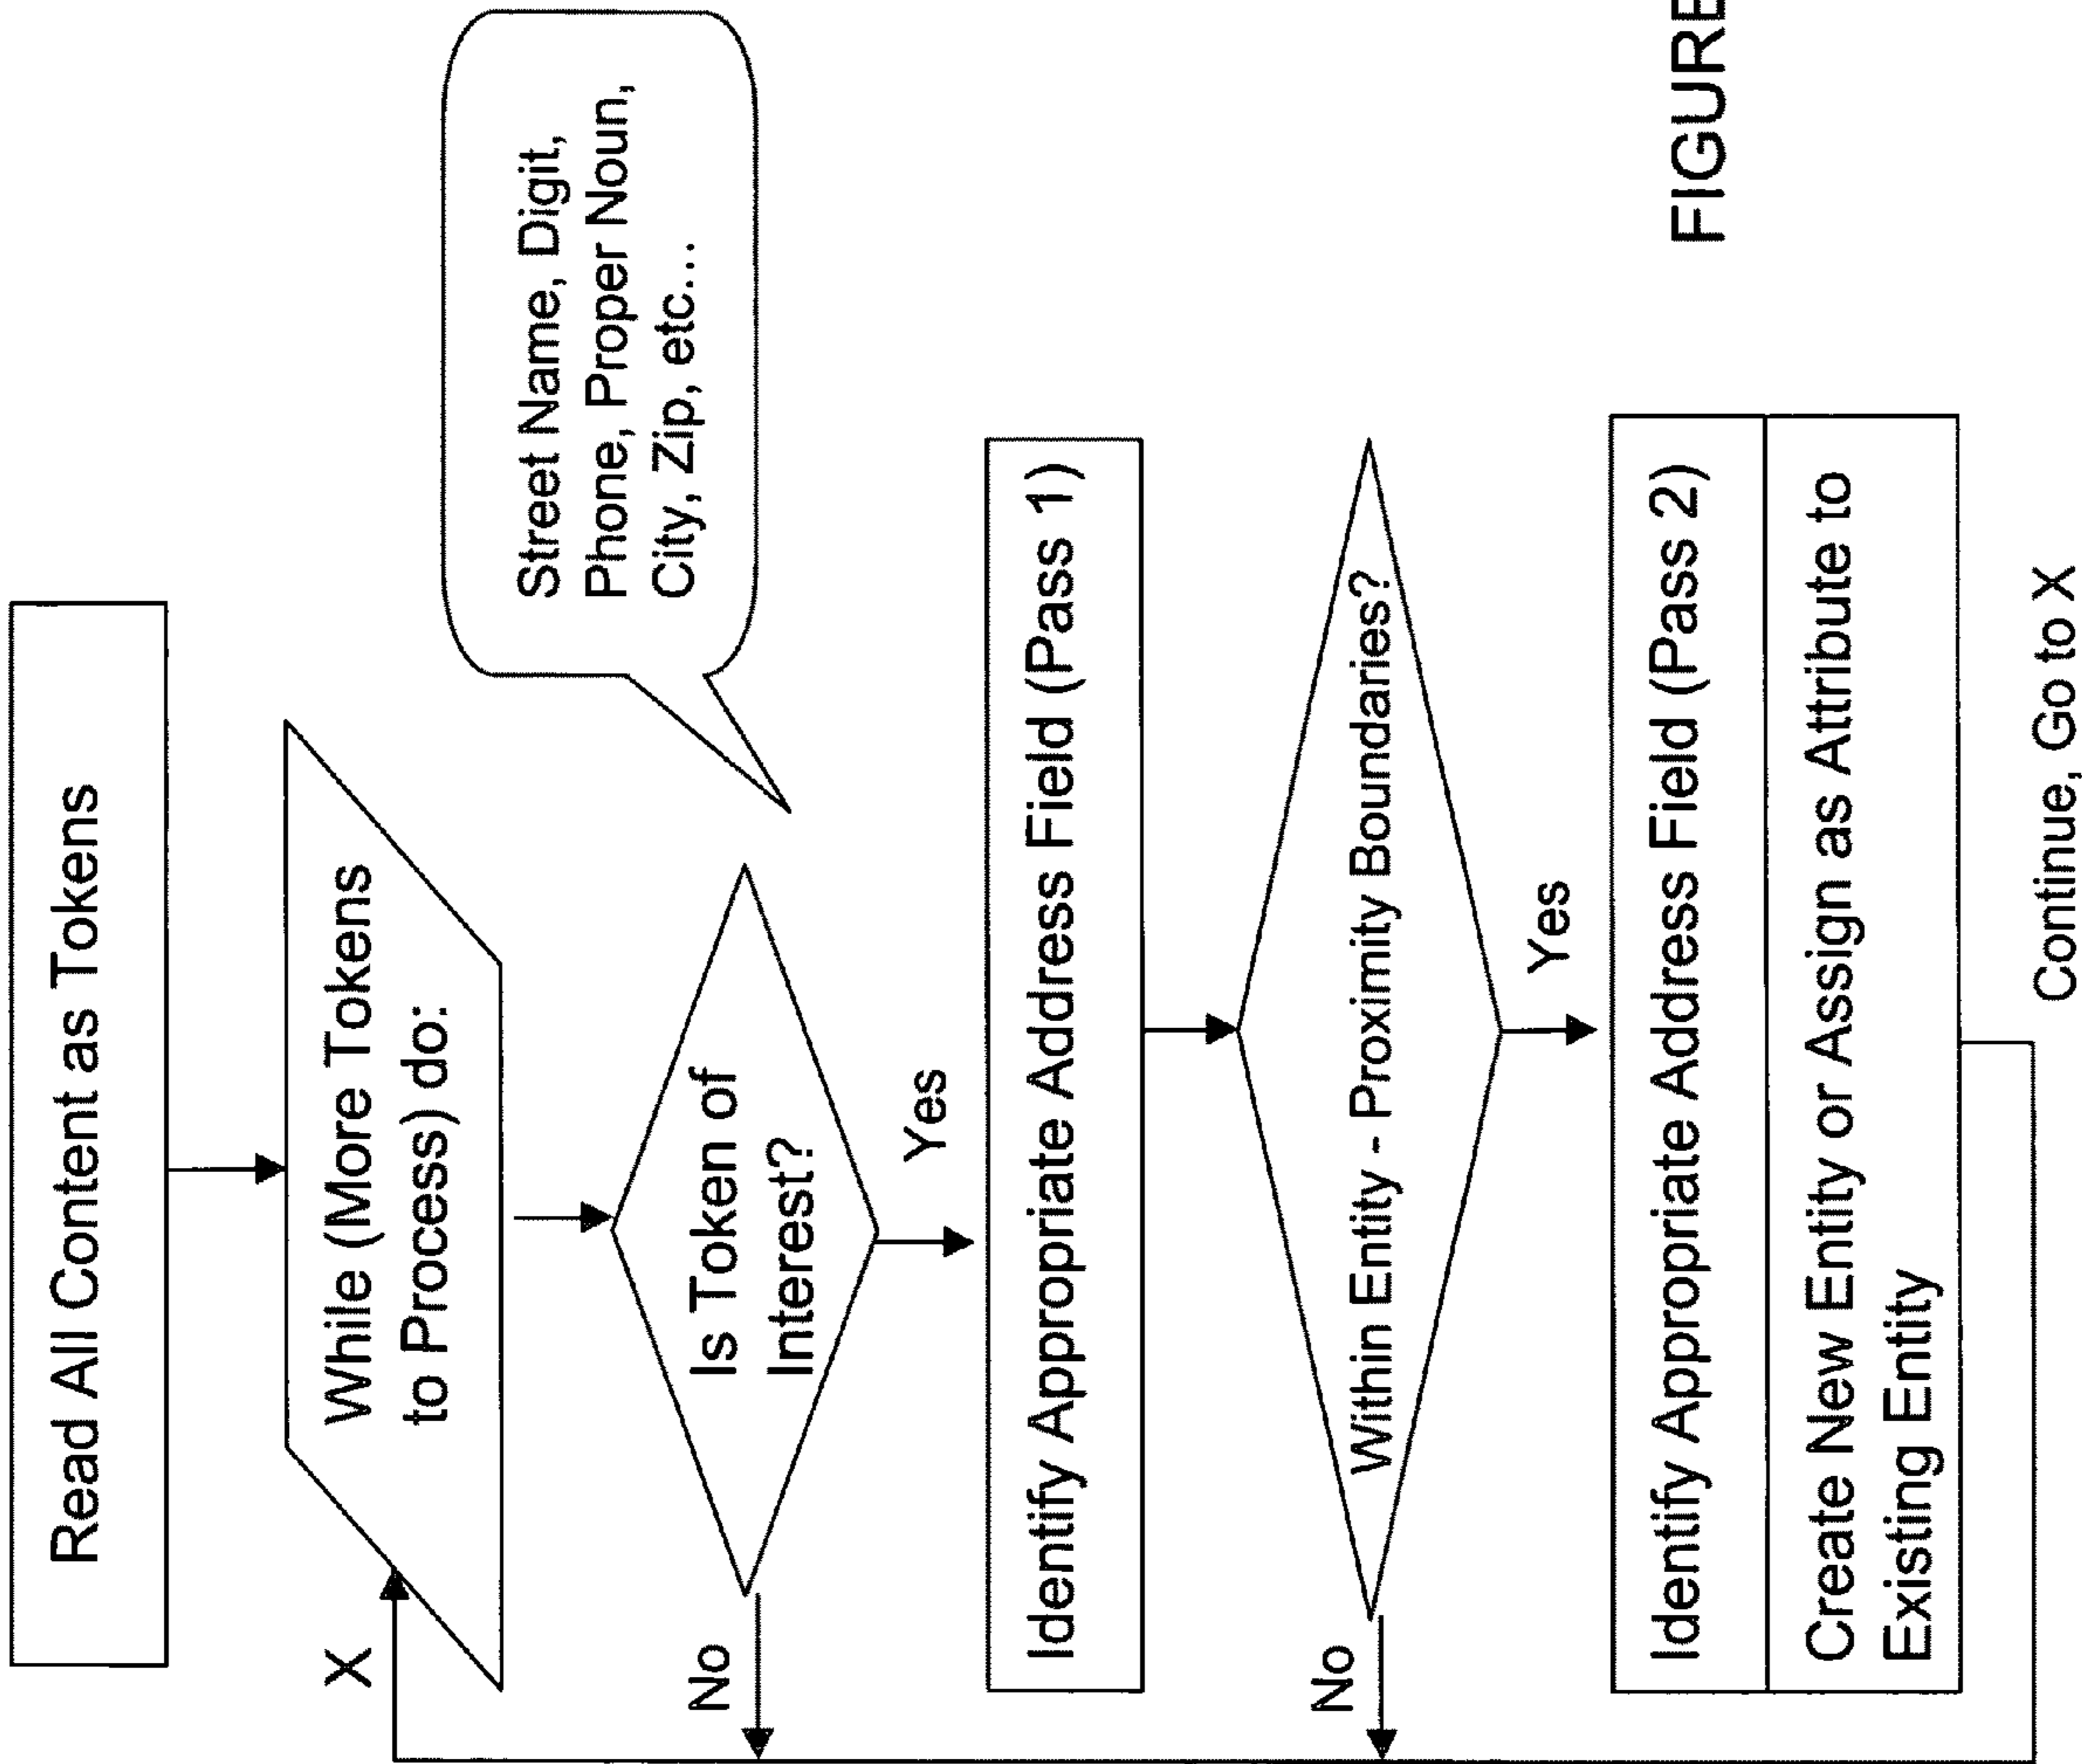 Read All Content as Tokens
X
While (More Tokens
to Process) do:
Street Name, Digit,
Phone, Proper Noun,
City, Zip, etc...
Is Token of
Interest?
No
Yes
Identify Appropriate Address Field (Pass 1)
Within Entity - Proximity Boundaries?
No
Yes
Identify Appropriate Address Field (Pass 2)
Create New Entity or Assign as Attribute to
Existing Entity
Continue, Go to X
FIGURE